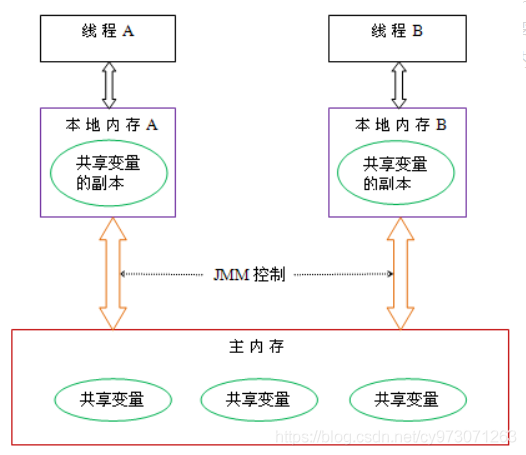 线程 A
线程 B
本地内存 A
本地内存 B
共享变量
的副本
共享变量
的副本
JMM 控制
主内存
共享变量
共享变量
共享变量
https://blog.csdn.net/cy973071263